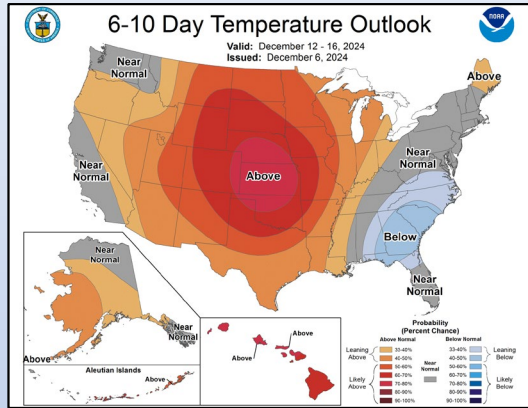 6-10 Day Temperature Outlook
NOAA
Valid: December 12 - 16, 2024
Issued: December 6, 2024
Near
Normal
Above
Near
Normal
Near
Normal
Above
Below
Near
Normal
Near
Normal
Above
Near
Normal
Aleutian Islands
Above
Above
Above
Probability
(Percent Chance)
Above Normal
Below Normal
Leaning
Above
33-40%
40-50%
Likely
Above
50-60%
60-70%
70-80%
80-90%
90-100%
Near
Normal
33-40%
40-50%
Leaning
Below
50-60%
60-70%
70-80%
80-90%
90-100%
Likely
Below